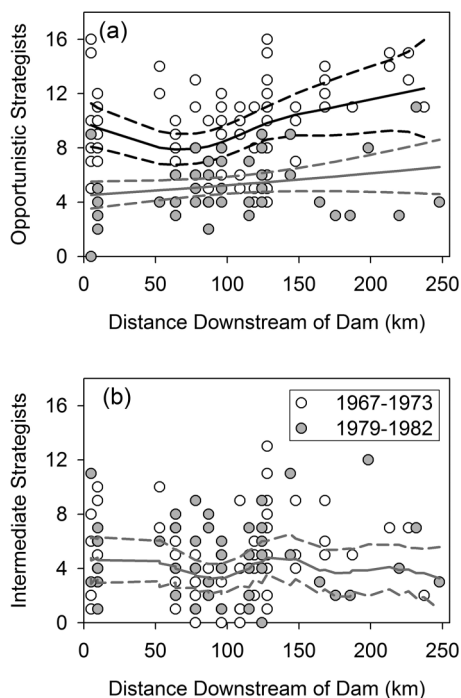 (a)
16
12
8
4
0
Opportunistic Strategists
0 50 100 150 200 250
Distance Downstream of Dam (km)
(b)
1967-1973
1979-1982
16
12
8
4
0
Intermediate Strategists
0 50 100 150 200 250
Distance Downstream of Dam (km)